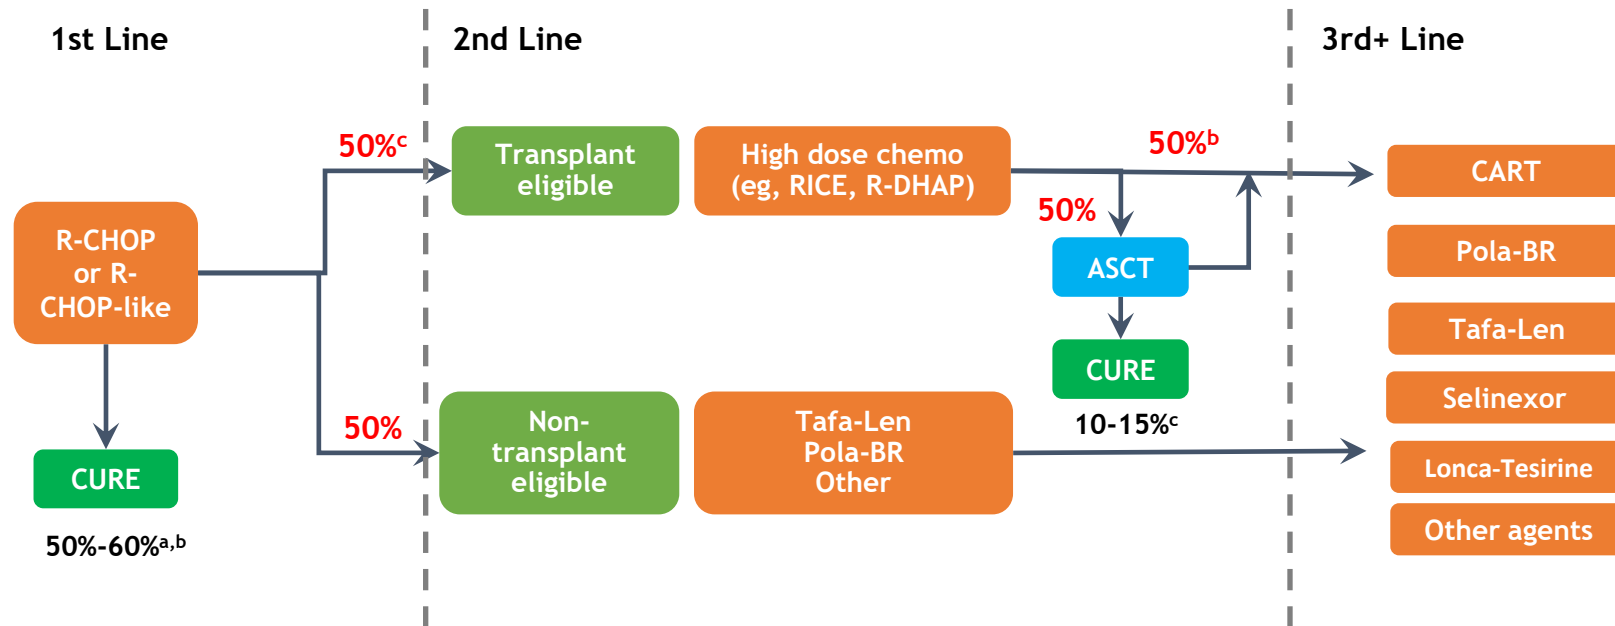 1st Line
2nd Line
3rd+ Line
50%ᶜ
Transplant
eligible
High dose chemo
(eg, RICE, R-DHAP)
50%ᵇ
CART
R-CHOP
or R-
CHOP-like
50%
ASCT
Pola-BR
Tafa-Len
CURE
10-15%ᶜ
Selinexor
50%
Non-
transplant
eligible
Tafa-Len
Pola-BR
Other
Lonca-Tesirine
CURE
50%-60%ᵃ,ᵇ
Other agents